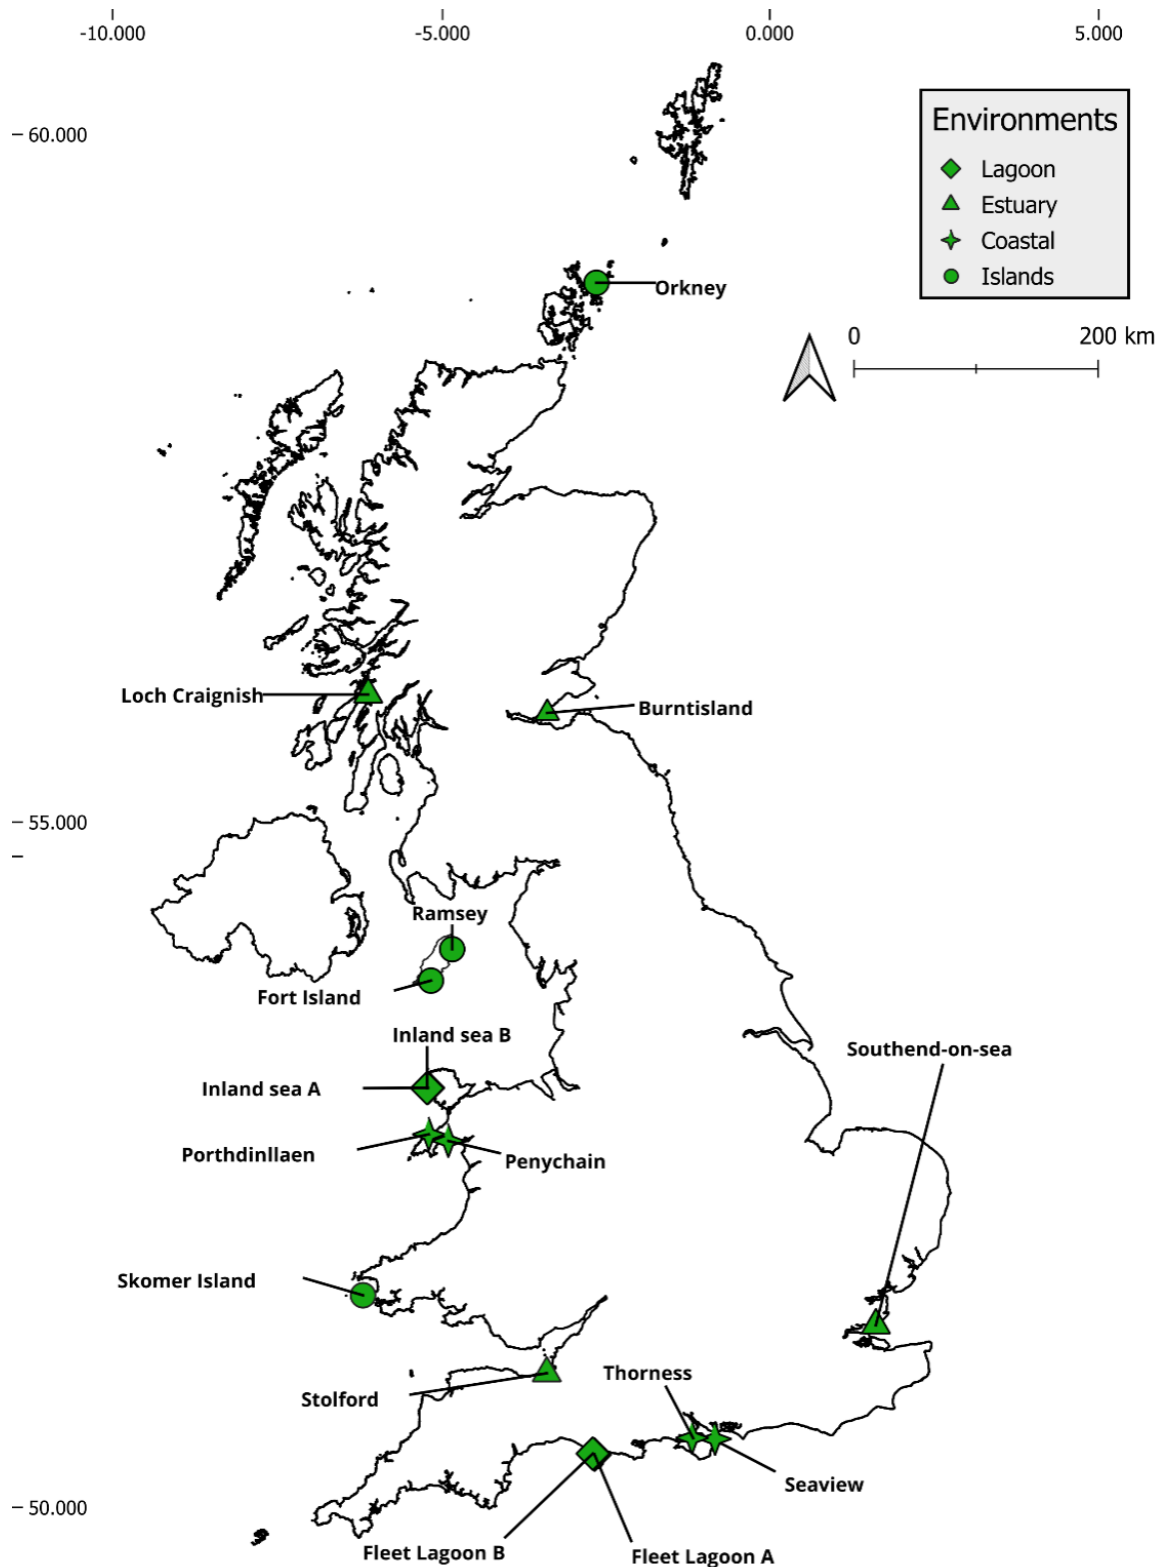 -10.000
-5.000
0.000
5.000
60.000
Environments
Lagoon
Estuary
Coastal
Islands
Orkney
0
200 km
Loch Craignish
Burntisland
55.000
Ramsey
Fort Island
Inland sea B
Southend-on-sea
Inland sea A
Porthdinllaen
Penychain
Skomer Island
Thorness
Stolford
Seaview
50.000
Fleet Lagoon B
Fleet Lagoon A